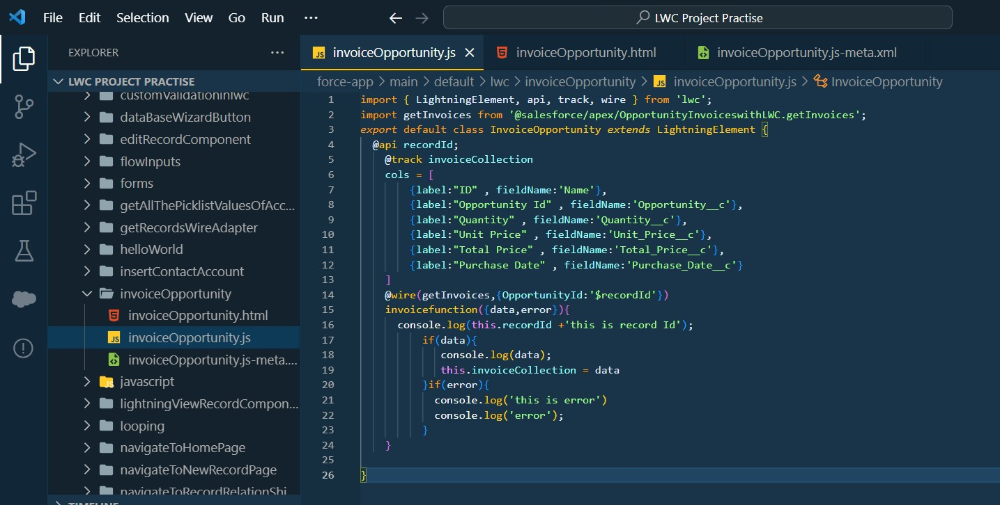 File Edit Selection View Go Run ...
LWC Project Practise
EXPLORER ...
LWC PROJECT PRACTISE
customValidationInlwc
dataBaseWizardButton
editRecordComponent
flowInputs
forms
getAllThePicklistValuesOfAcc...
getRecordsWireAdapter
helloWorld
insertContactAccount
invoiceOpportunity
invoiceOpportunity.html
JS invoiceOpportunity.js
invoiceOpportunity.js-meta....
javascript
lightningViewRecordCompon...
looping
navigateToHomePage
navigateToNewRecordPage
navigateToRecordRelationShi
TIMELINE
JS invoiceOpportunity.js
invoiceOpportunity.html
invoiceOpportunity.js-meta.xml
force-app > main > default > lwc > invoiceOpportunity > JS invoiceOpportunity.js > InvoiceOpportunity
1 import { LightningElement, api, track, wire } from 'lwc';
2 import getInvoices from '@salesforce/apex/OpportunityInvoiceswithLWC.getInvoices';
3 export default class InvoiceOpportunity extends LightningElement {
4 @api recordId;
5 @track invoiceCollection
6 cols = [
7 {label:"ID" , fieldName:'Name'},
8 {label:"Opportunity Id" , fieldName:'Opportunity__c'},
9 {label:"Quantity" , fieldName:'Quantity__c'},
10 {label:"Unit Price" , fieldName:'Unit_Price__c'},
11 {label:"Total Price" , fieldName:'Total_Price__c'},
12 {label:"Purchase Date" , fieldName:'Purchase_Date__c'}
13 ]
14 @wire(getInvoices,{OpportunityId:'$recordId'})
15 invoicefunction({data,error}){
16 console.log(this.recordId +'this is record Id');
17 if(data){
18 console.log(data);
19 this.invoiceCollection = data
20 }if(error){
21 console.log('this is error')
22 console.log('error');
23 }
24 }
25
26 }